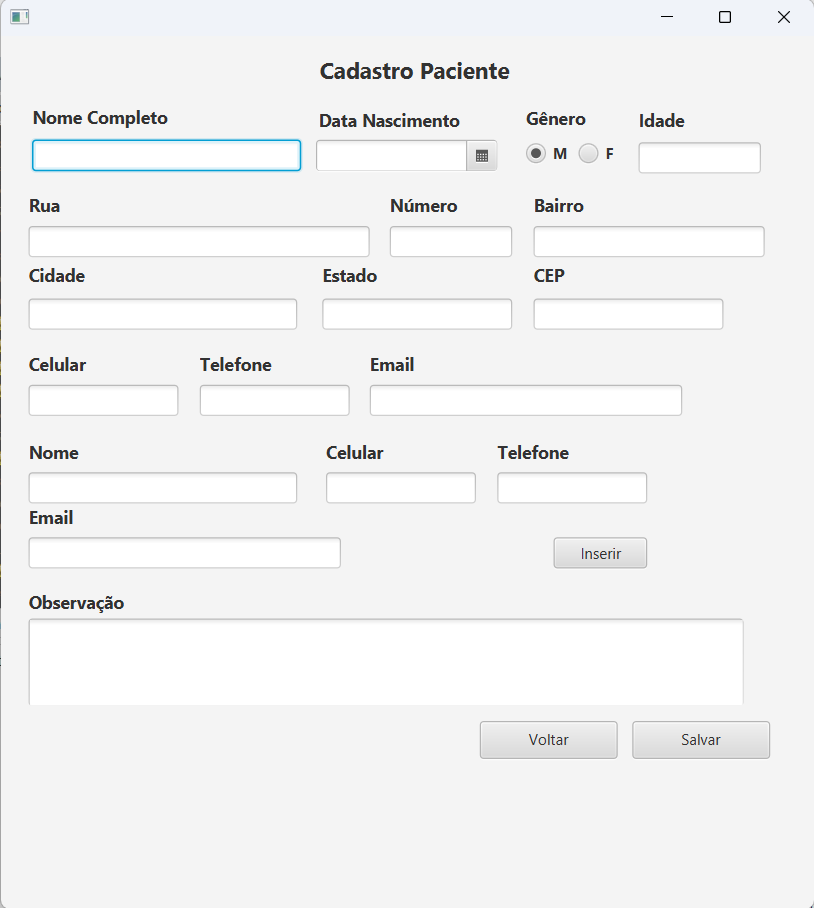 Cadastro Paciente
Nome Completo Data Nascimento Gênero Idade
M F
Rua Número Bairro
Cidade Estado CEP
Celular Telefone Email
Nome Celular Telefone
Email
Inserir
Observação
Voltar Salvar